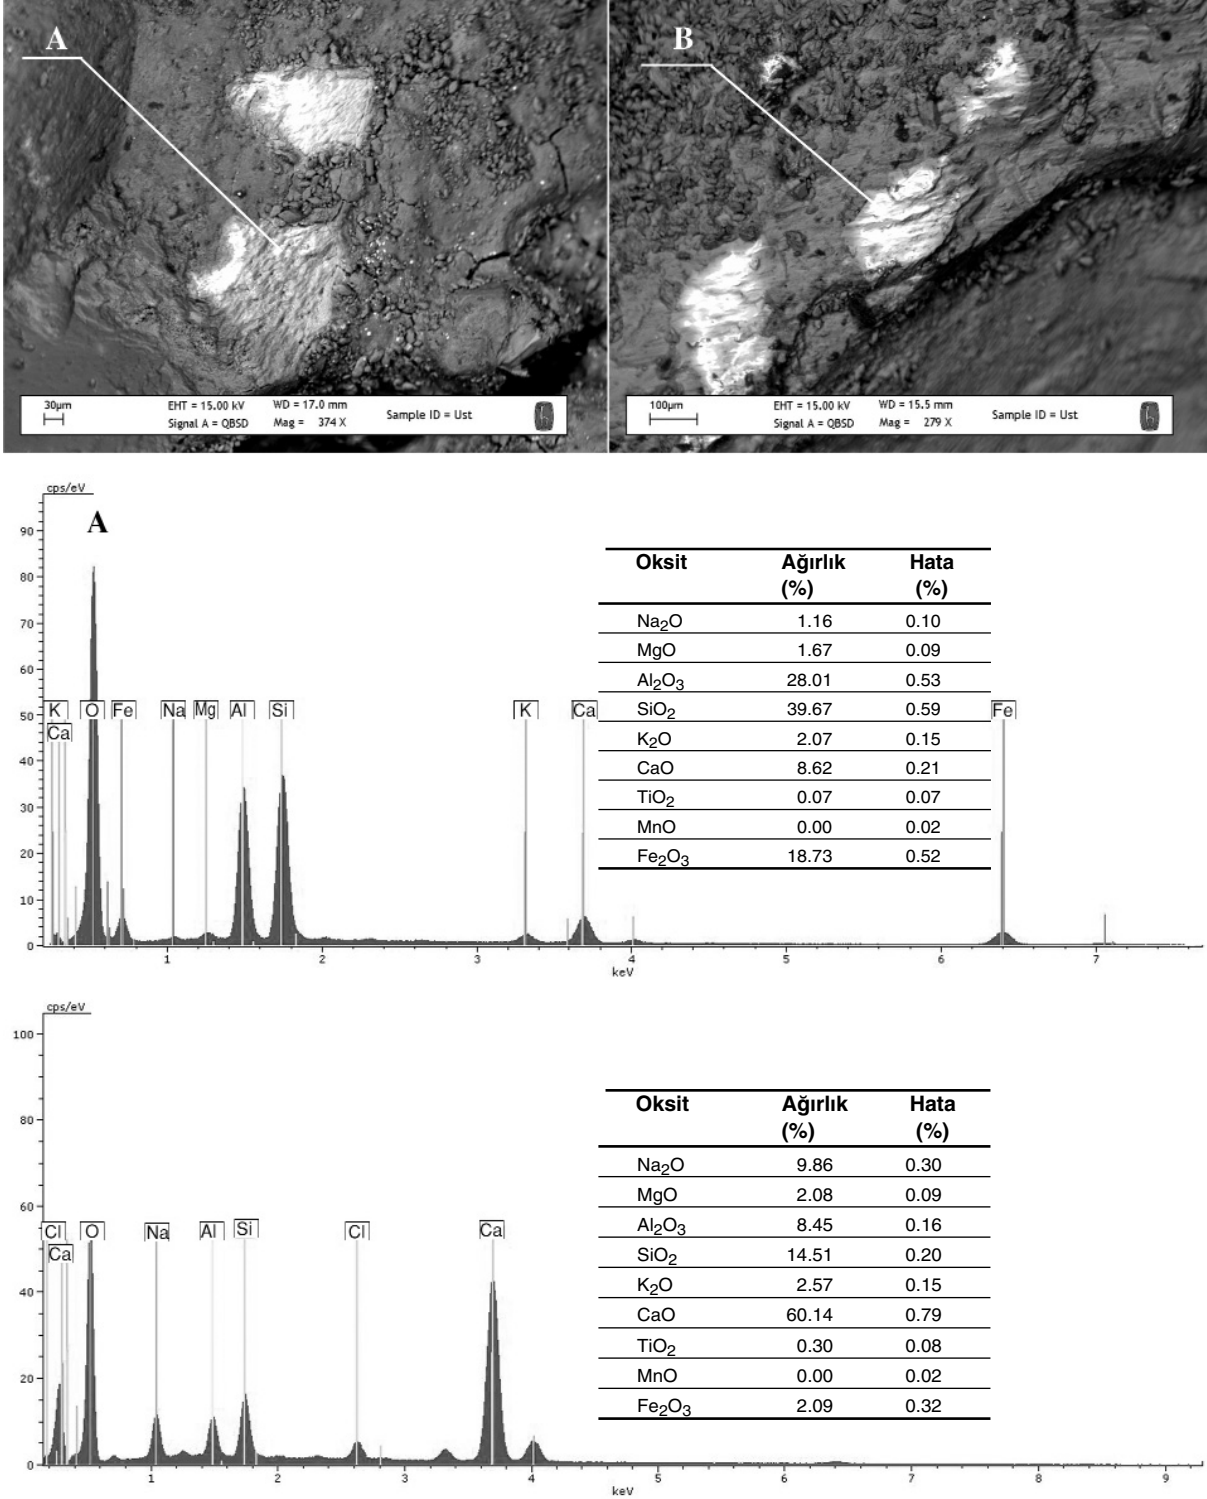 A
B
30µm
EHT = 15.00 kV
WD = 17.0 mm
Signal A = QBSD
Mag = 374 X
Sample ID = Ust
100µm
EHT = 15.00 kV
WD = 15.5 mm
Signal A = QBSD
Mag = 279 X
Sample ID = Ust
cps/eV
A
90
80
70
60
50
40
30
20
10
0
K
Ca
O
Fe
Na
Mg
Al
Si
K
Ca
Fe
1 2 3 4 5 6 7
keV
Oksit Ağırlık (%) Hata (%)
Na₂O 1.16 0.10
MgO 1.67 0.09
Al₂O₃ 28.01 0.53
SiO₂ 39.67 0.59
K₂O 2.07 0.15
CaO 8.62 0.21
TiO₂ 0.07 0.07
MnO 0.00 0.02
Fe₂O₃ 18.73 0.52
cps/eV
100
80
60
40
20
0
Cl
Ca
O
Na
Al
Si
Cl
Ca
1 2 3 4 5 6 7 8 9
keV
Oksit Ağırlık (%) Hata (%)
Na₂O 9.86 0.30
MgO 2.08 0.09
Al₂O₃ 8.45 0.16
SiO₂ 14.51 0.20
K₂O 2.57 0.15
CaO 60.14 0.79
TiO₂ 0.30 0.08
MnO 0.00 0.02
Fe₂O₃ 2.09 0.32